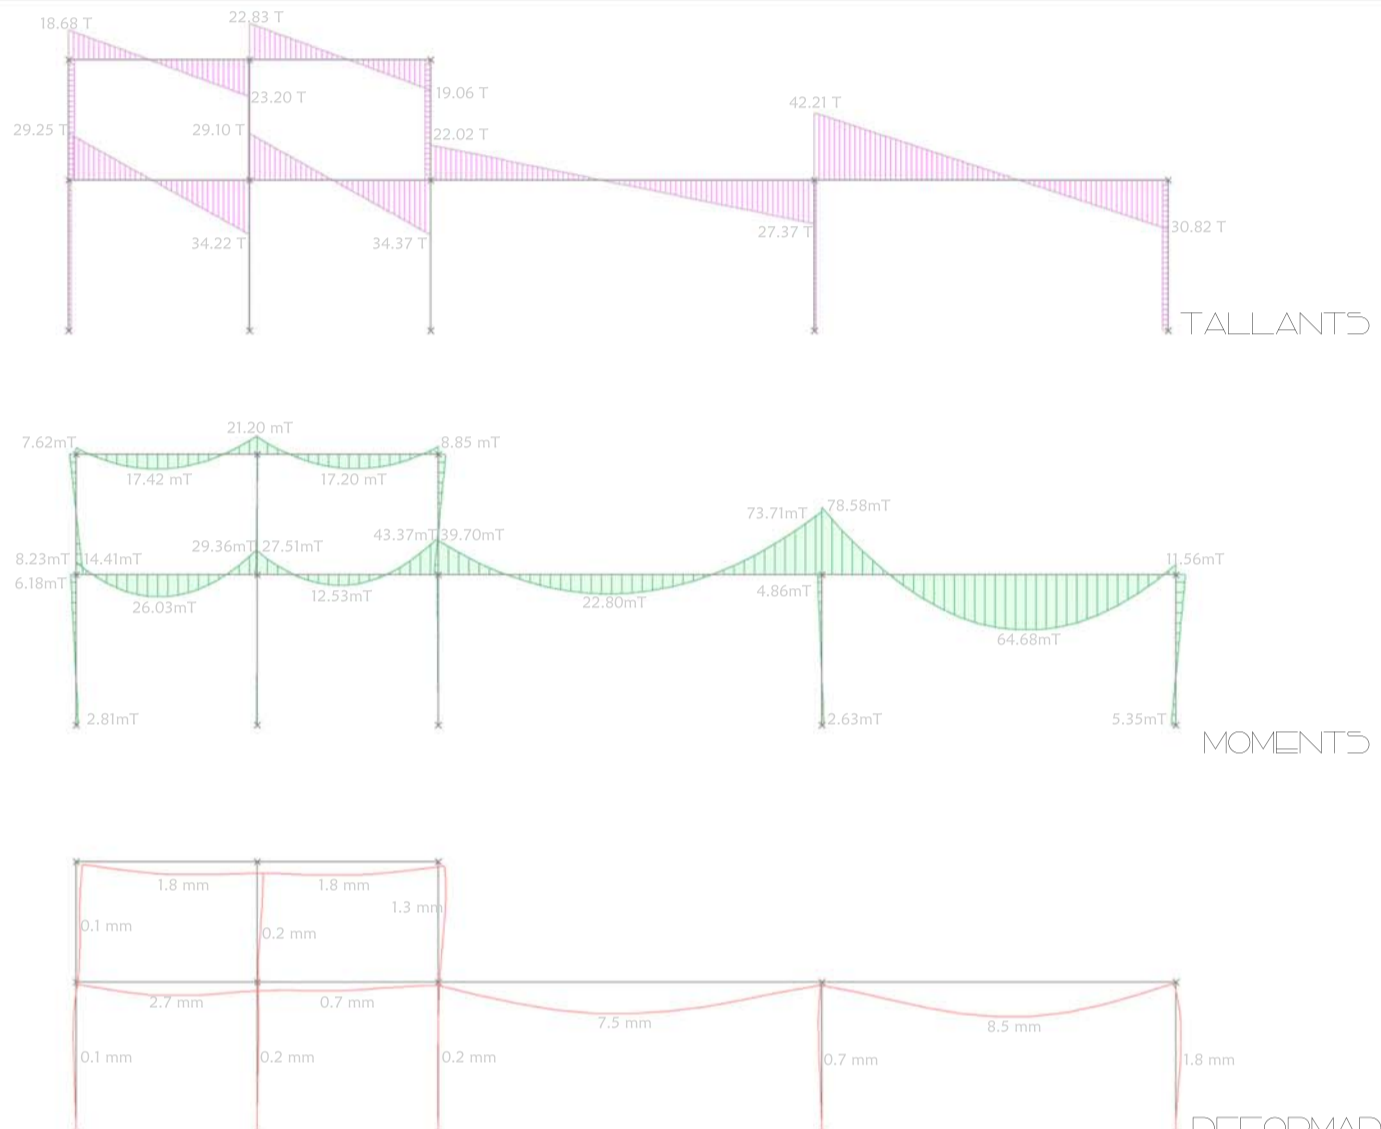 18.68 T
22.83 T
23.20 T
19.06 T
42.21 T
29.25 T
29.10 T
22.02 T
34.22 T
34.37 T
27.37 T
30.82 T
TALLANTS
21.20 mT
7.62mT
8.85 mT
17.42 mT
17.20 mT
73.71mT
78.58mT
43.37mT
39.70mT
29.36mT
27.51mT
8.23mT
14.41mT
11.56mT
6.18mT
26.03mT
12.53mT
22.80mT
4.86mT
64.68mT
2.81mT
2.63mT
5.35mT
MOMENTS
1.8 mm
1.8 mm
1.3 mm
0.1 mm
0.2 mm
2.7 mm
0.7 mm
7.5 mm
8.5 mm
0.1 mm
0.2 mm
0.2 mm
0.7 mm
1.8 mm